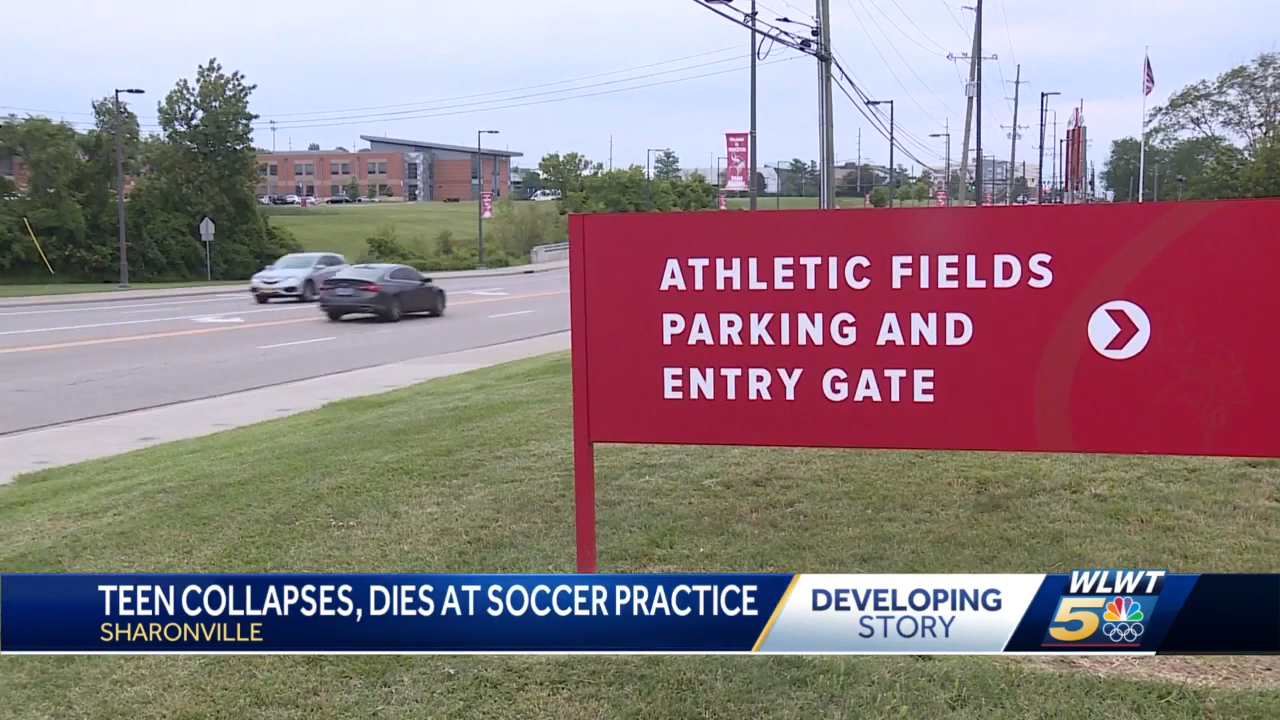 ATHLETIC FIELDS
PARKING AND
ENTRY GATE
TEEN COLLAPSES, DIES AT SOCCER PRACTICE
SHARONVILLE
DEVELOPING
STORY
WLWT
5